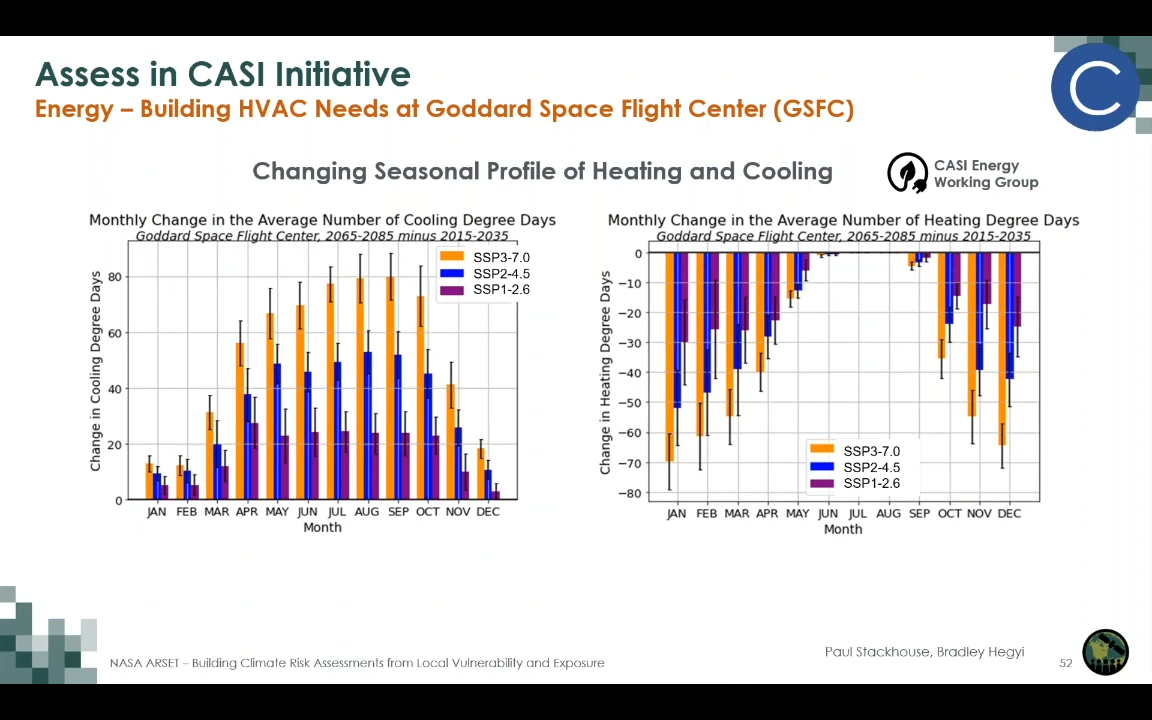 Assess in CASI Initiative
Energy – Building HVAC Needs at Goddard Space Flight Center (GSFC)
C
Changing Seasonal Profile of Heating and Cooling
CASI Energy
Working Group
Monthly Change in the Average Number of Cooling Degree Days
Goddard Space Flight Center, 2065-2085 minus 2015-2035
SSP3-7.0
SSP2-4.5
SSP1-2.6
Change in Cooling Degree Days
80
60
40
20
0
JAN FEB MAR APR MAY JUN JUL AUG SEP OCT NOV DEC
Month
Monthly Change in the Average Number of Heating Degree Days
Goddard Space Flight Center, 2065-2085 minus 2015-2035
Change in Heating Degree Days
0
−10
−20
−30
−40
−50
−60
−70
−80
SSP3-7.0
SSP2-4.5
SSP1-2.6
JAN FEB MAR APR MAY JUN JUL AUG SEP OCT NOV DEC
Month
Paul Stackhouse, Bradley Hegyi
NASA ARSET – Building Climate Risk Assessments from Local Vulnerability and Exposure
52